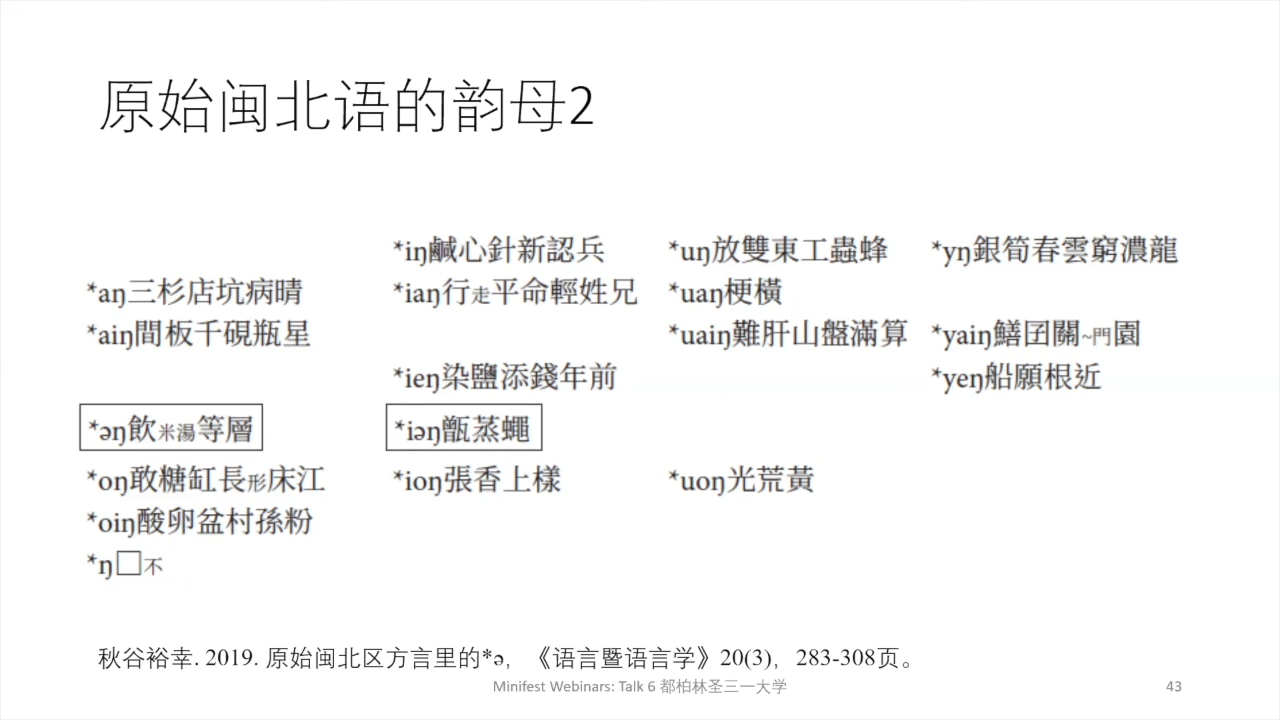 原始闽北语的韵母2
*iŋ鹹心針新認兵 *uŋ放雙東工蟲蜂 *yŋ銀筍春雲窮濃龍
*aŋ三杉店坑病晴 *iaŋ行走平命輕姓兄 *uaŋ梗橫
*aiŋ間板千硯瓶星 *uaiŋ難肝山盤滿算 *yaiŋ鱔囝關~門園
*ieŋ染鹽添錢年前 *yeŋ船願根近
*əŋ飲米湯等層 *iəŋ甑蒸蠅
*oŋ敢糖缸長形床江 *ioŋ張香上樣 *uoŋ光荒黃
*oiŋ酸卵盆村孫粉
*ŋ□不
秋谷裕幸. 2019. 原始闽北区方言里的*ə，《语言暨语言学》20(3)，283-308页。
Minifest Webinars: Talk 6 都柏林圣三一大学 43